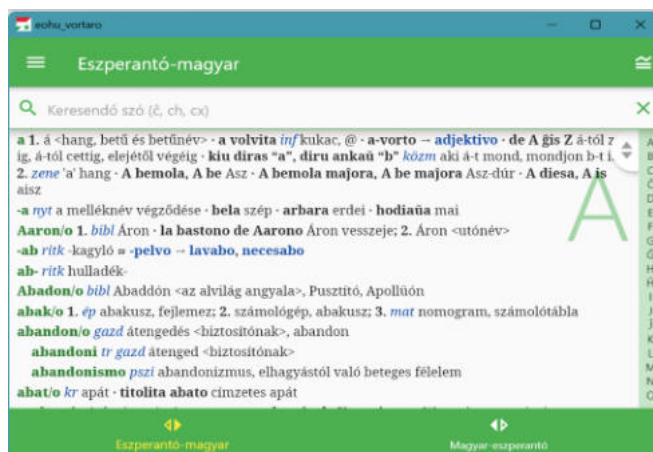 eohu_vortaro
Eszperantó-magyar
Keresendő szó (ĉ, ch, cx)
a 1. á <hang, betű és betűnév> · a volvita inf kukac, @ · a-vorto → adjektivo · de A ĝis Z á-tól z
ig, á-tól cettig, elejétől végéig · kiu diras “a”, diru ankaŭ “b” közm aki á-t mond, mondjon b-t i
2. zene 'a' hang · A bemola, A be Asz · A bemola maĵora, A be maĵora Asz-dúr · A diesa, A is
aisz
-a nyt a melléknév végződése · bela szép · arbara erdei · hodiaŭa mai
Aaron/o 1. bibl Áron · la bastono de Aarono Áron vesszeje; 2. Áron <utónév>
-ab ritk -kagyló = -pelvo → lavabo, necesabo
ab- ritk hulladék-
Abadon/o bibl Abaddón <az alvilág angyala>, Pusztító, Apollüón
abak/o 1. ép abakusz, fejlemez; 2. számológép, abakusz; 3. mat nomogram, számolótábla
abandon/o gazd átengedés <biztosítónak>, abandon
abandoni tr gazd átenged <biztosítónak>
abandonismo pszi abandonizmus, elhagyástól való beteges félelem
abat/o kr apát · titolita abato címzetes apát
A
A
B
C
Ĉ
D
E
F
G
Ĝ
H
Ĥ
I
J
Ĵ
K
L
M
N
O
Eszperantó-magyar
Magyar-eszperantó